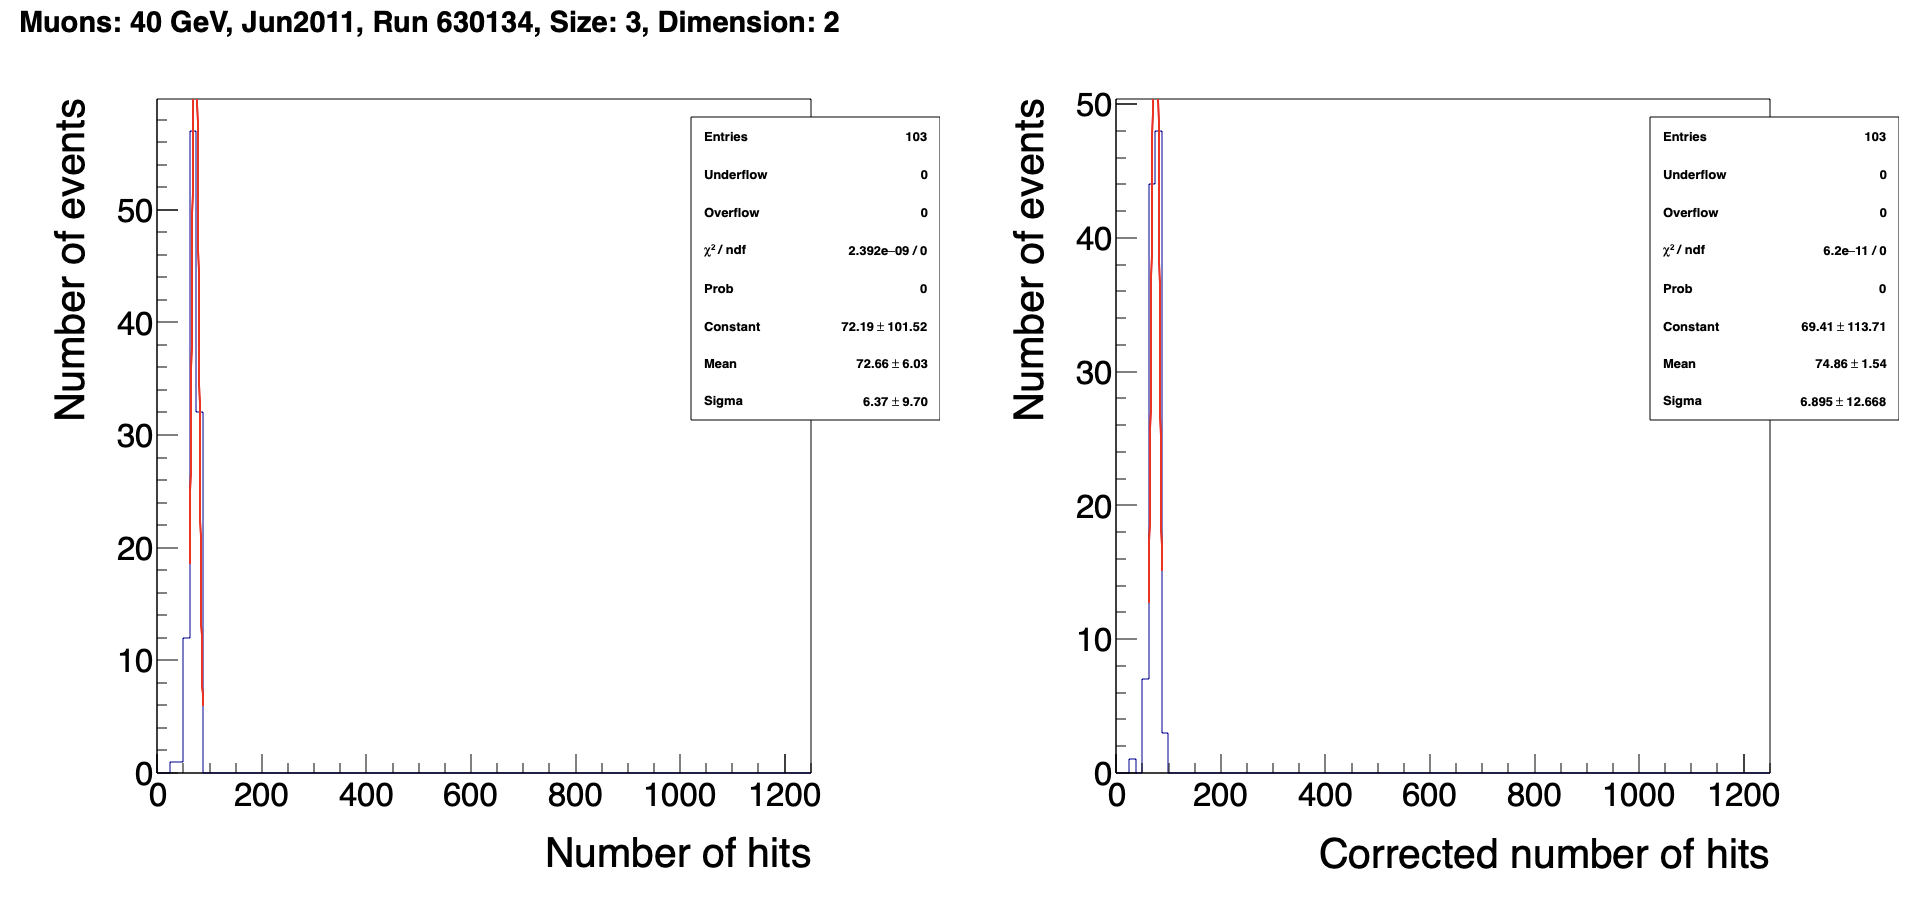 Muons: 40 GeV, Jun2011, Run 630134, Size: 3, Dimension: 2
Number of events
50
40
30
20
10
0
0 200 400 600 800 1000 1200
Number of hits
Entries 103
Underflow 0
Overflow 0
χ² / ndf 2.392e–09 / 0
Prob 0
Constant 72.19 ± 101.52
Mean 72.66 ± 6.03
Sigma 6.37 ± 9.70
Number of events
50
40
30
20
10
0
0 200 400 600 800 1000 1200
Corrected number of hits
Entries 103
Underflow 0
Overflow 0
χ² / ndf 6.2e–11 / 0
Prob 0
Constant 69.41 ± 113.71
Mean 74.86 ± 1.54
Sigma 6.895 ± 12.668